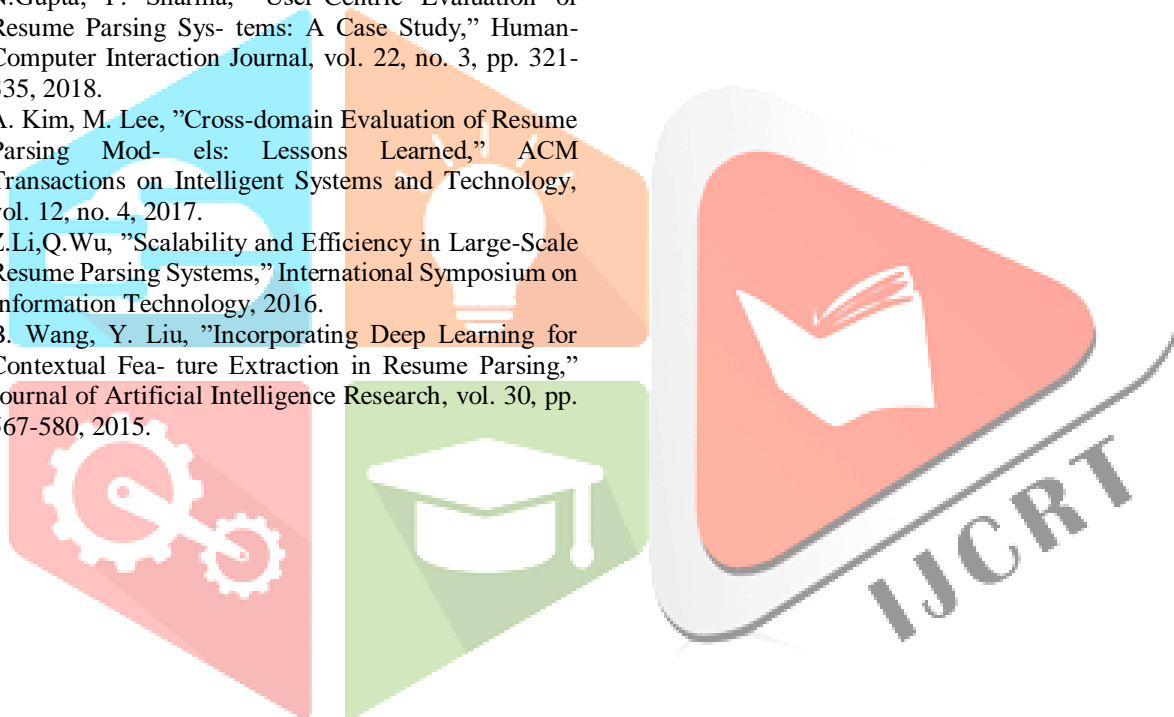 N.Gupta, P. Sharma, ”User-Centric Evaluation of
Resume Parsing Sys- tems: A Case Study,” Human-
Computer Interaction Journal, vol. 22, no. 3, pp. 321-
335, 2018.
A. Kim, M. Lee, ”Cross-domain Evaluation of Resume
Parsing Mod- els: Lessons Learned,” ACM
Transactions on Intelligent Systems and Technology,
vol. 12, no. 4, 2017.
Z.Li,Q.Wu, ”Scalability and Efficiency in Large-Scale
Resume Parsing Systems,” International Symposium on
Information Technology, 2016.
B. Wang, Y. Liu, ”Incorporating Deep Learning for
Contextual Fea- ture Extraction in Resume Parsing,”
Journal of Artificial Intelligence Research, vol. 30, pp.
567-580, 2015.
IJCRT